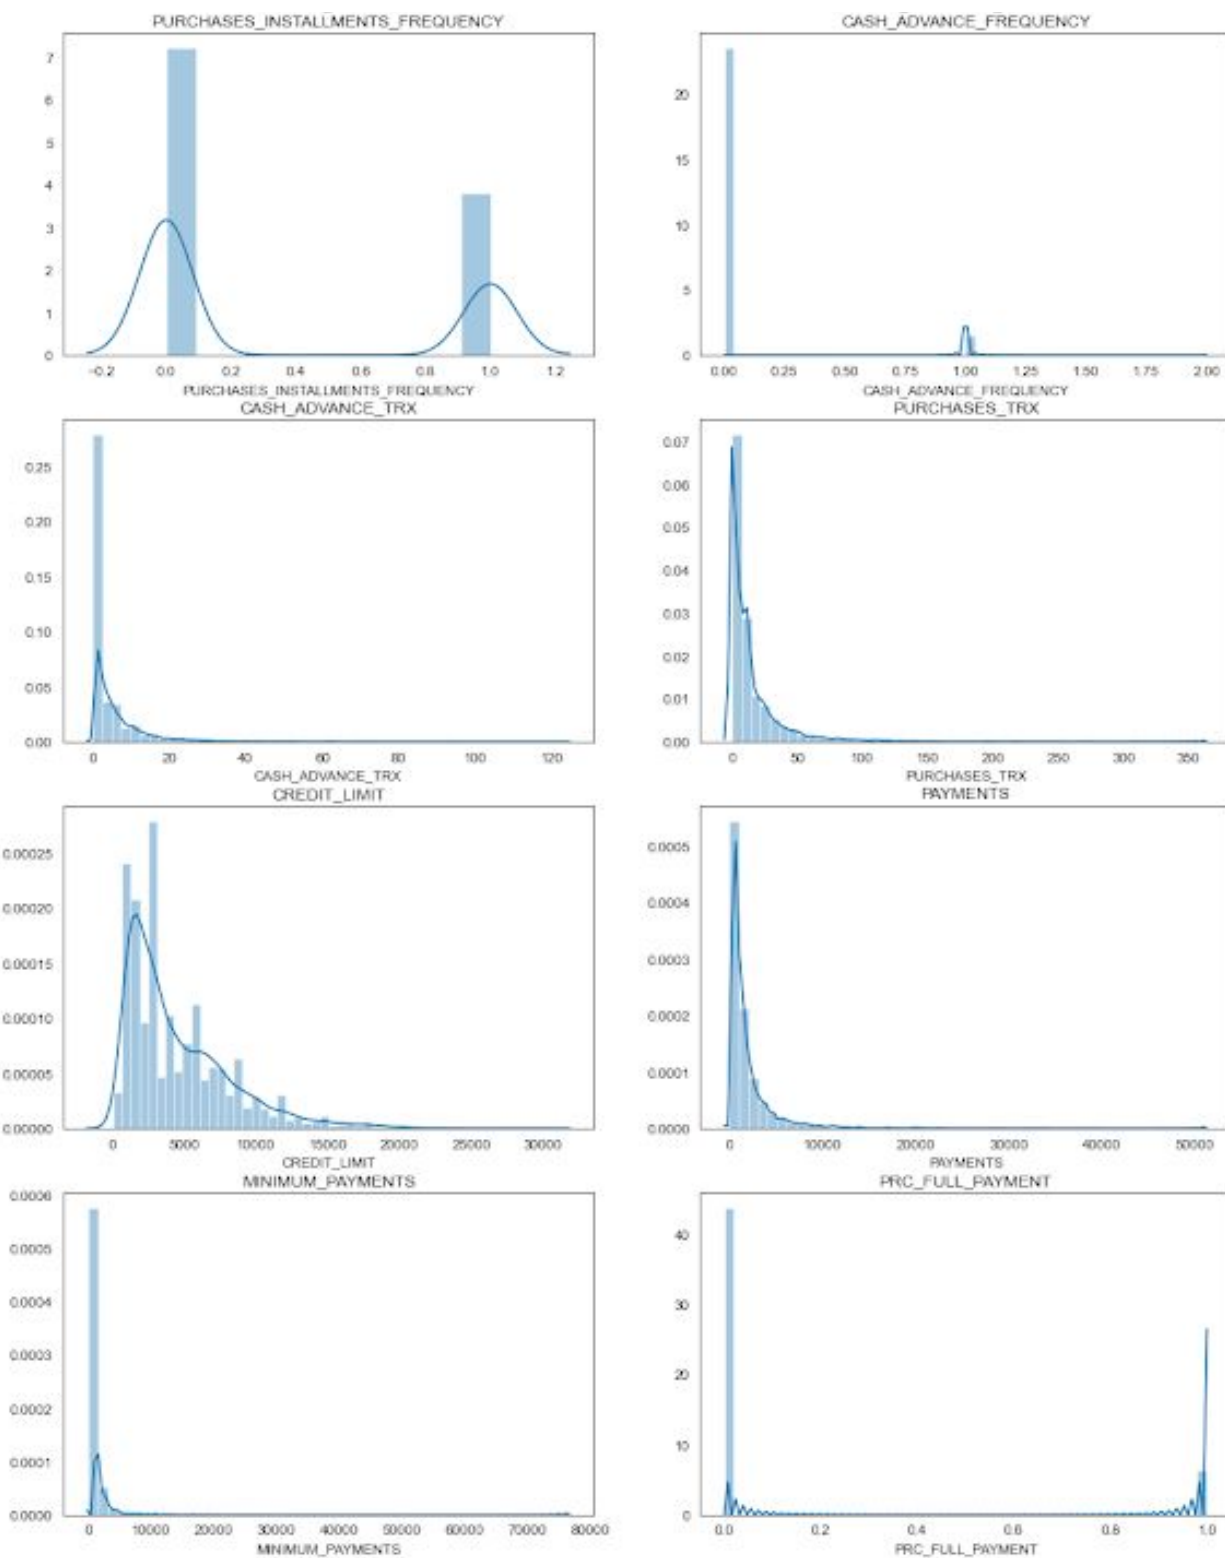 PURCHASES_INSTALLMENTS_FREQUENCY
7
6
5
4
3
2
1
0
−0.2 0.0 0.2 0.4 0.6 0.8 1.0 1.2
PURCHASES_INSTALLMENTS_FREQUENCY
CASH_ADVANCE_FREQUENCY
20
15
10
5
0
0.00 0.25 0.50 0.75 1.00 1.25 1.50 1.75 2.00
CASH_ADVANCE_FREQUENCY
CASH_ADVANCE_TRX
0.25
0.20
0.15
0.10
0.05
0.00
0 20 40 60 80 100 120
CASH_ADVANCE_TRX
PURCHASES_TRX
0.07
0.06
0.05
0.04
0.03
0.02
0.01
0.00
0 50 100 150 200 250 300 350
PURCHASES_TRX
CREDIT_LIMIT
0.00025
0.00020
0.00015
0.00010
0.00005
0.00000
0 5000 10000 15000 20000 25000 30000
CREDIT_LIMIT
PAYMENTS
0.0005
0.0004
0.0003
0.0002
0.0001
0.0000
0 10000 20000 30000 40000 50000
PAYMENTS
MINIMUM_PAYMENTS
0.0006
0.0005
0.0004
0.0003
0.0002
0.0001
0.0000
0 10000 20000 30000 40000 50000 60000 70000 80000
MINIMUM_PAYMENTS
PRC_FULL_PAYMENT
40
30
20
10
0
0.0 0.2 0.4 0.6 0.8 1.0
PRC_FULL_PAYMENT